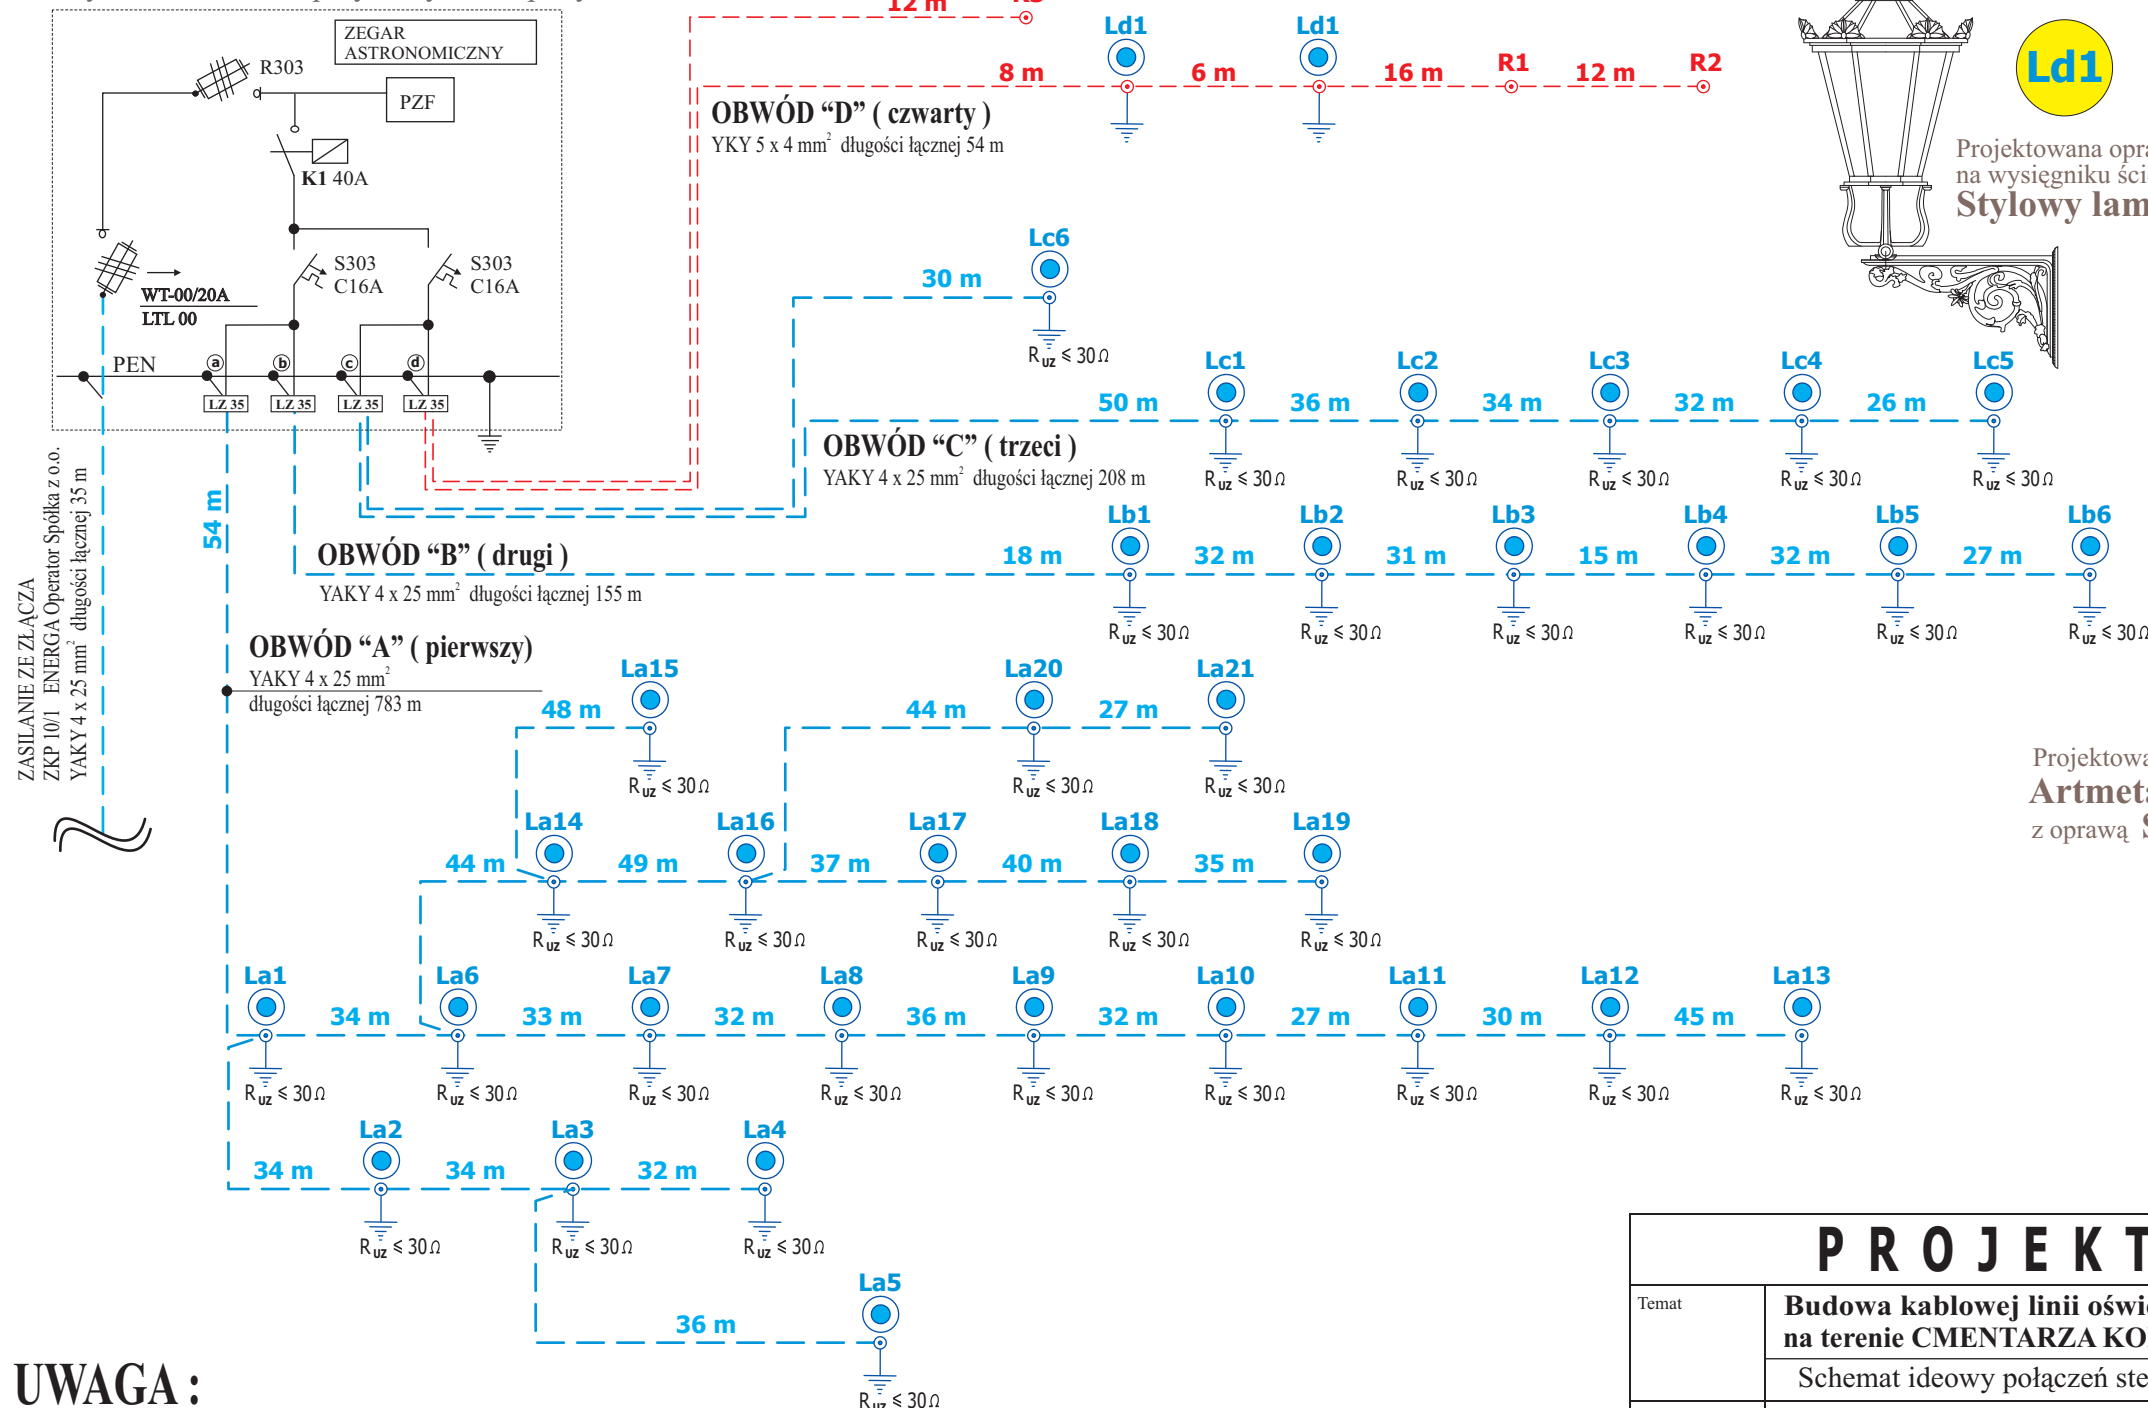 ZEGAR
ASTRONOMICZNY
R303
PZF
K1 40A
S303
C16A
S303
C16A
WT-00/20A
LTL 00
PEN
a
b
c
d
LZ 35
LZ 35
LZ 35
LZ 35
ZASILANIE ZE ZŁĄCZA
ZKP 10/1 ENERGA Operator Spółka z o.o.
YAKY 4 x 25 mm² długości łącznej 35 m
12 m
Ld1
Ld1
8 m
6 m
16 m
R1
12 m
R2
OBWÓD “D” ( czwarty )
YKY 5 x 4 mm² długości łącznej 54 m
Ld1
Projektowana opra
na wysięgniku ści
Stylowy lam
Lc6
30 m
Ruz ≤ 30Ω
Lc1
Lc2
Lc3
Lc4
Lc5
50 m
36 m
34 m
32 m
26 m
OBWÓD “C” ( trzeci )
YAKY 4 x 25 mm² długości łącznej 208 m
Ruz ≤ 30Ω
Ruz ≤ 30Ω
Ruz ≤ 30Ω
Ruz ≤ 30Ω
Ruz ≤ 30Ω
54 m
Lb1
Lb2
Lb3
Lb4
Lb5
Lb6
OBWÓD “B” ( drugi )
18 m
32 m
31 m
15 m
32 m
27 m
YAKY 4 x 25 mm² długości łącznej 155 m
Ruz ≤ 30Ω
Ruz ≤ 30Ω
Ruz ≤ 30Ω
Ruz ≤ 30Ω
Ruz ≤ 30Ω
Ruz ≤ 30Ω
OBWÓD “A” ( pierwszy)
YAKY 4 x 25 mm²
długości łącznej 783 m
La15
La20
La21
48 m
44 m
27 m
Ruz ≤ 30Ω
Ruz ≤ 30Ω
Ruz ≤ 30Ω
Projektowa
Artmeta
z oprawą S
La14
La16
La17
La18
La19
44 m
49 m
37 m
40 m
35 m
Ruz ≤ 30Ω
Ruz ≤ 30Ω
Ruz ≤ 30Ω
Ruz ≤ 30Ω
Ruz ≤ 30Ω
La1
La6
La7
La8
La9
La10
La11
La12
La13
34 m
33 m
32 m
36 m
32 m
27 m
30 m
45 m
Ruz ≤ 30Ω
Ruz ≤ 30Ω
Ruz ≤ 30Ω
Ruz ≤ 30Ω
Ruz ≤ 30Ω
Ruz ≤ 30Ω
Ruz ≤ 30Ω
Ruz ≤ 30Ω
Ruz ≤ 30Ω
La2
La3
La4
34 m
34 m
32 m
Ruz ≤ 30Ω
Ruz ≤ 30Ω
Ruz ≤ 30Ω
La5
36 m
Ruz ≤ 30Ω
UWAGA :
PROJEKT
Temat
Budowa kablowej linii oświe
na terenie CMENTARZA KO
Schemat ideowy połączeń ste